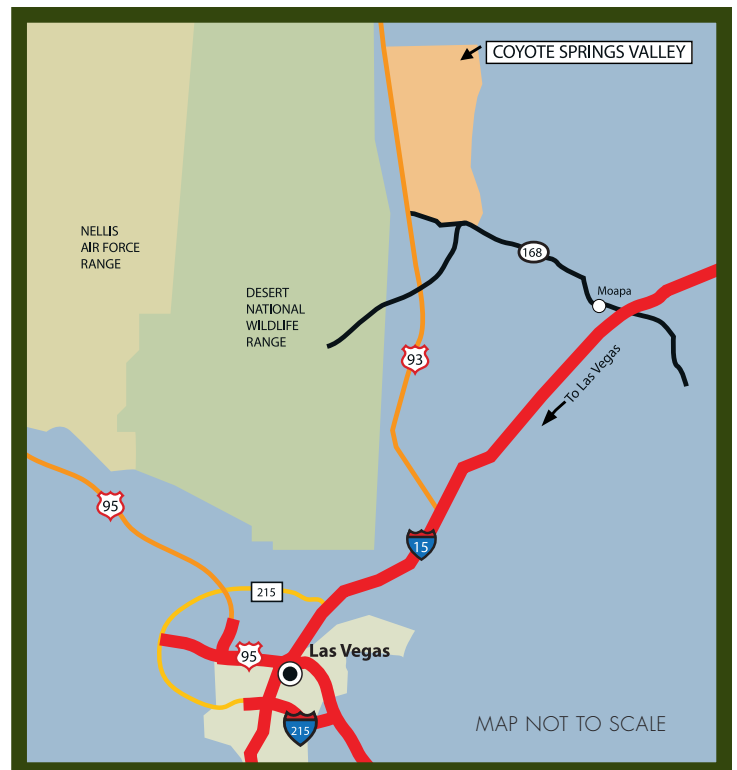 COYOTE SPRINGS VALLEY
NELLIS
AIR FORCE
RANGE
168
DESERT
NATIONAL
WILDLIFE
RANGE
Moapa
93
To Las Vegas
95
15
215
Las Vegas
95
215
MAP NOT TO SCALE